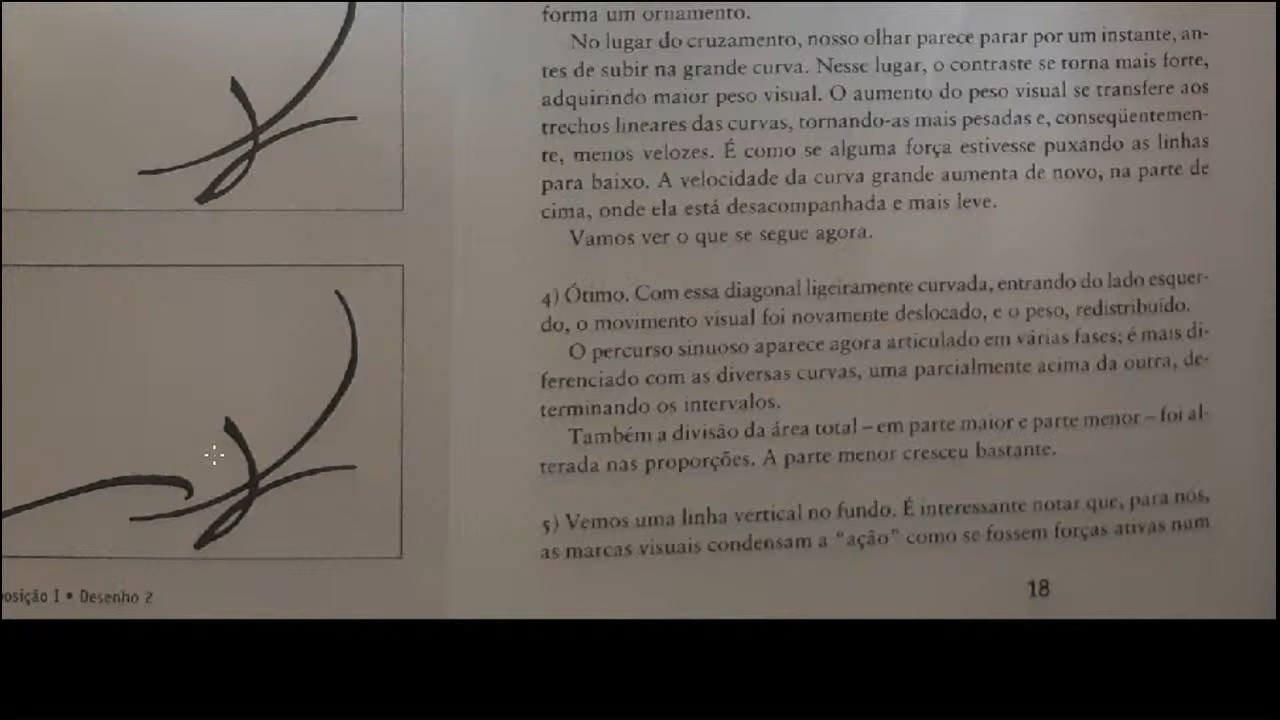 forma um ornamento.
No lugar do cruzamento, nosso olhar parece parar por um instante, an-
tes de subir na grande curva. Nesse lugar, o contraste se torna mais forte,
adquirindo maior peso visual. O aumento do peso visual se transfere aos
trechos lineares das curvas, tornando-as mais pesadas e, conseqüentemen-
te, menos velozes. É como se alguma força estivesse puxando as linhas
para baixo. A velocidade da curva grande aumenta de novo, na parte de
cima, onde ela está desacompanhada e mais leve.
Vamos ver o que se segue agora.
4) Ótimo. Com essa diagonal ligeiramente curvada, entrando do lado esquer-
do, o movimento visual foi novamente deslocado, e o peso, redistribuído.
O percurso sinuoso aparece agora articulado em várias fases; é mais di-
ferenciado com as diversas curvas, uma parcialmente acima da outra, de-
terminando os intervalos.
Também a divisão da área total – em parte maior e parte menor – foi al-
terada nas proporções. A parte menor cresceu bastante.
5) Vemos uma linha vertical no fundo. É interessante notar que, para nós,
as marcas visuais condensam a "ação" como se fossem forças ativas num
osição I • Desenho 2
18